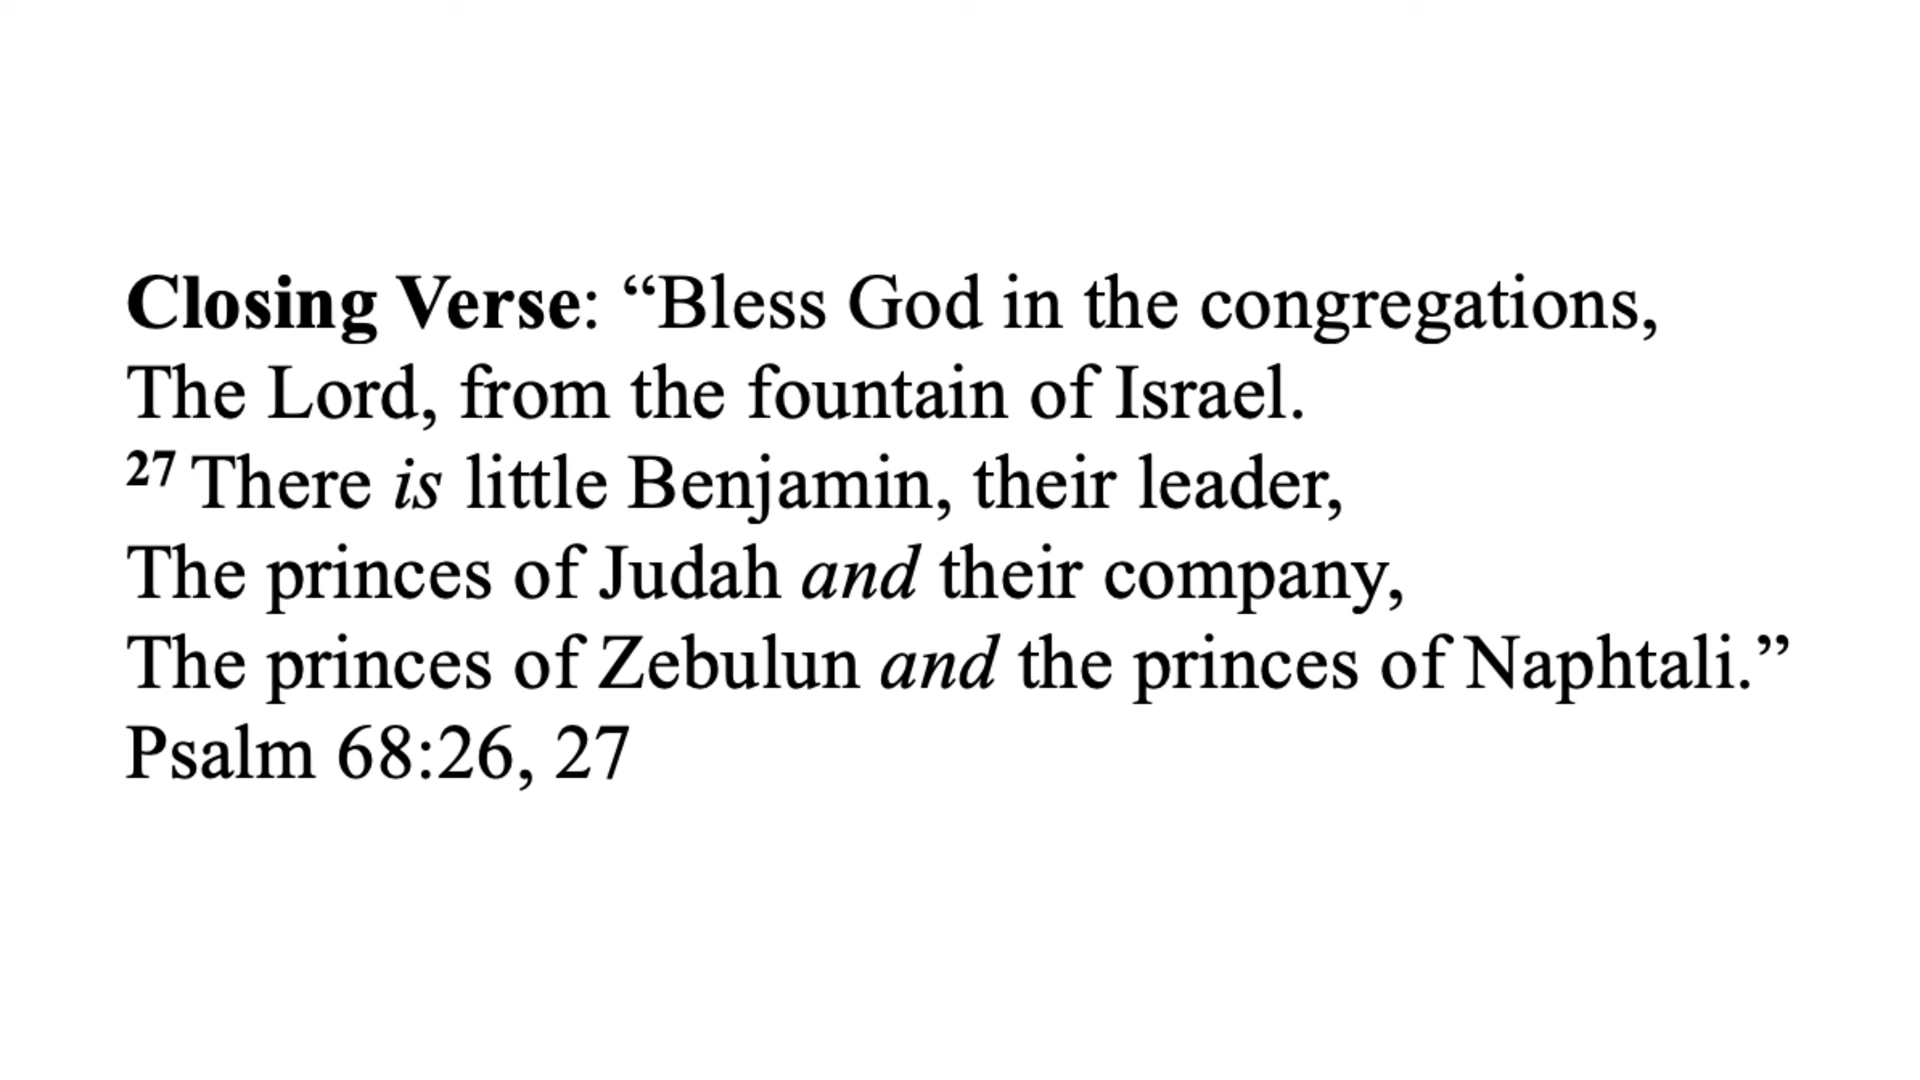 Closing Verse: “Bless God in the congregations,
The Lord, from the fountain of Israel.
27 There is little Benjamin, their leader,
The princes of Judah and their company,
The princes of Zebulun and the princes of Naphtali.”
Psalm 68:26, 27